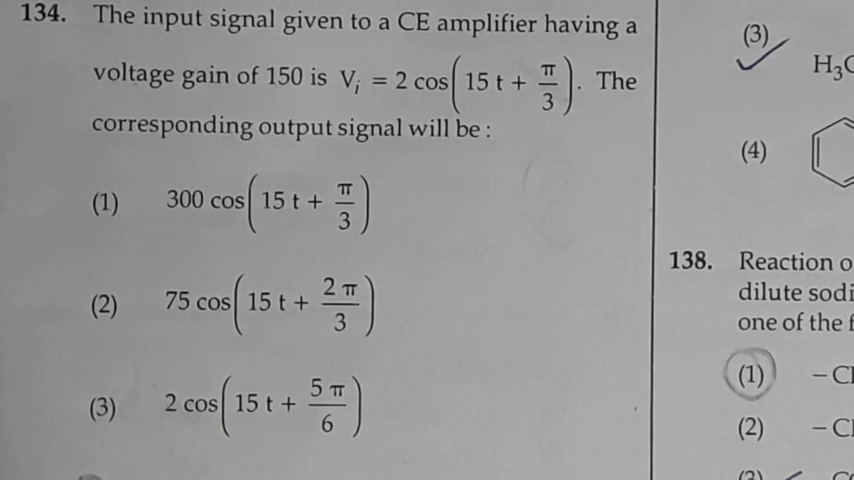 134. The input signal given to a CE amplifier having a
voltage gain of 150 is V_i = 2 cos(15 t + π/3). The
corresponding output signal will be :
(1) 300 cos(15 t + π/3)
(2) 75 cos(15 t + 2π/3)
(3) 2 cos(15 t + 5π/6)
(3)
H₃C
(4)
138. Reaction o
dilute sodi
one of the f
(1) – Cl
(2) – Cl